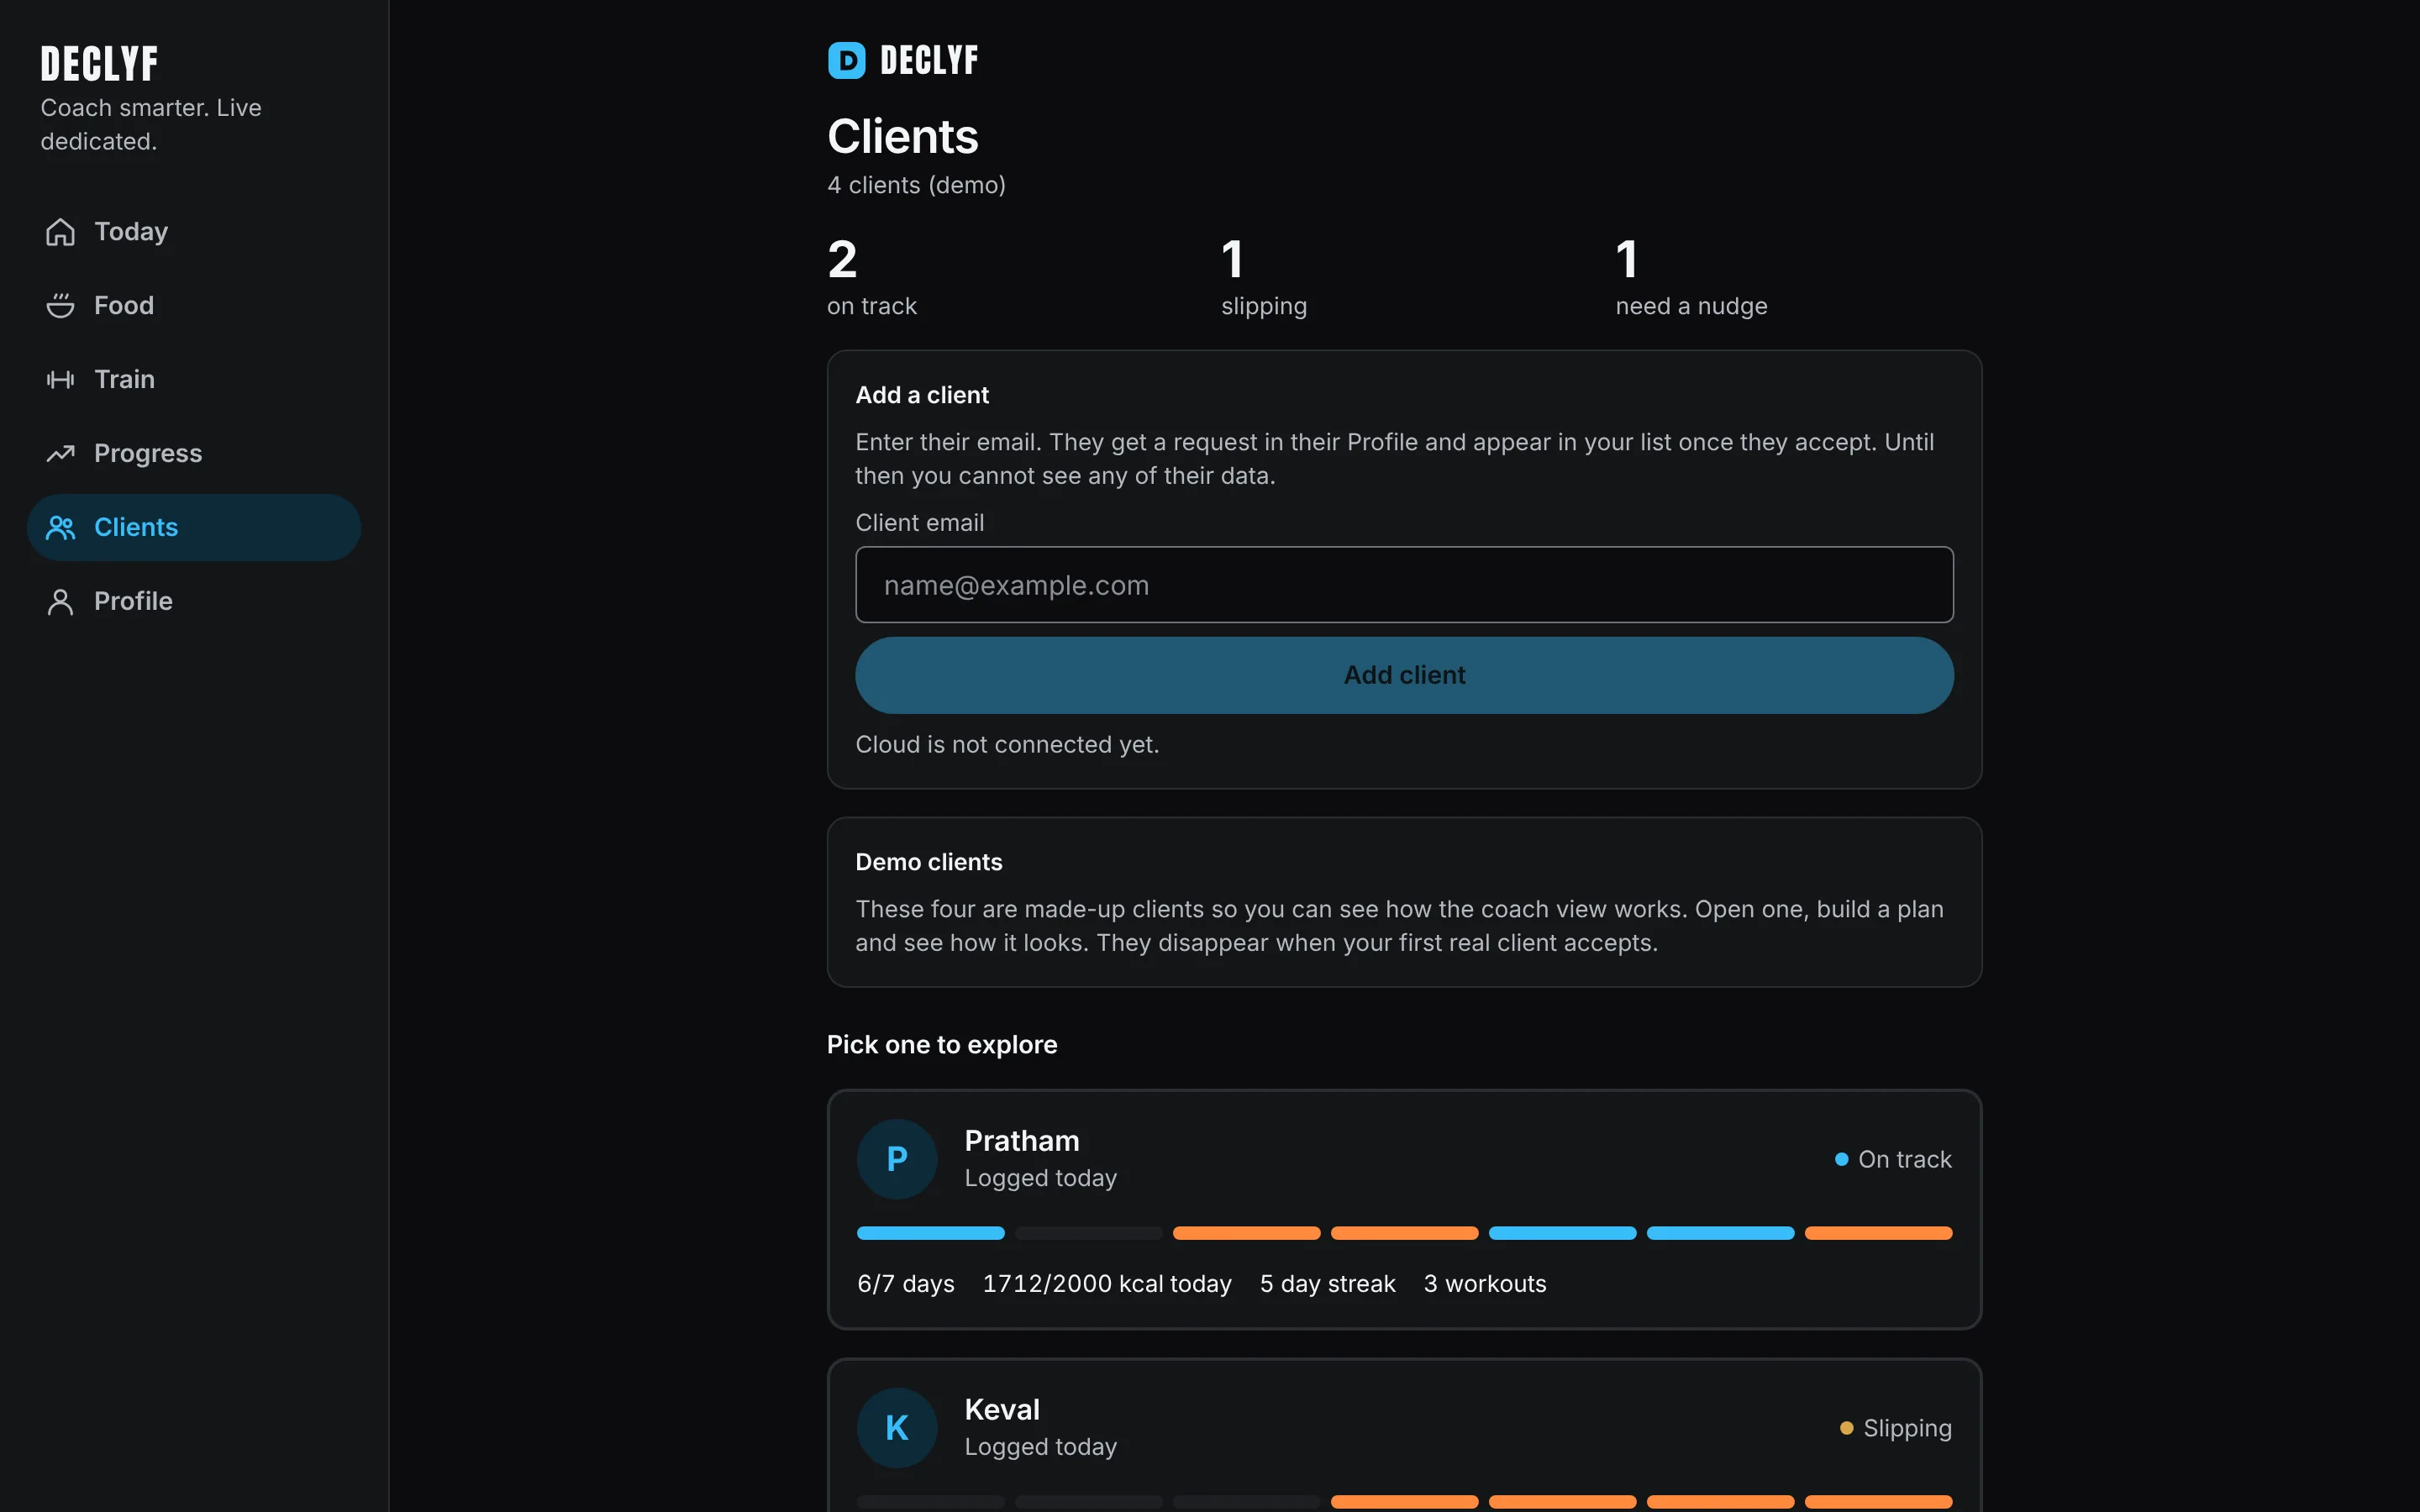 DECLYF
Coach smarter. Live
dedicated.
Today
Food
Train
Progress
Clients
Profile
D DECLYF
Clients
4 clients (demo)
2
on track
1
slipping
1
need a nudge
Add a client
Enter their email. They get a request in their Profile and appear in your list once they accept. Until
then you cannot see any of their data.
Client email
name@example.com
Add client
Cloud is not connected yet.
Demo clients
These four are made-up clients so you can see how the coach view works. Open one, build a plan
and see how it looks. They disappear when your first real client accepts.
Pick one to explore
P
Pratham
Logged today
On track
6/7 days 1712/2000 kcal today 5 day streak 3 workouts
K
Keval
Logged today
Slipping